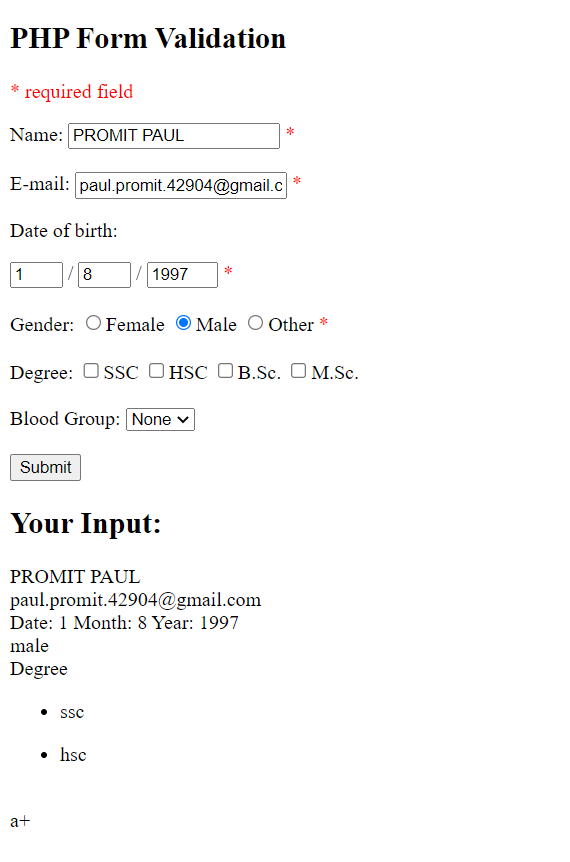 PHP Form Validation
* required field
Name: PROMIT PAUL *
E-mail: paul.promit.42904@gmail.c *
Date of birth:
1 / 8 / 1997 *
Gender: Female Male Other *
Degree: SSC HSC B.Sc. M.Sc.
Blood Group: None
Submit
Your Input:
PROMIT PAUL
paul.promit.42904@gmail.com
Date: 1 Month: 8 Year: 1997
male
Degree
• ssc
• hsc
a+